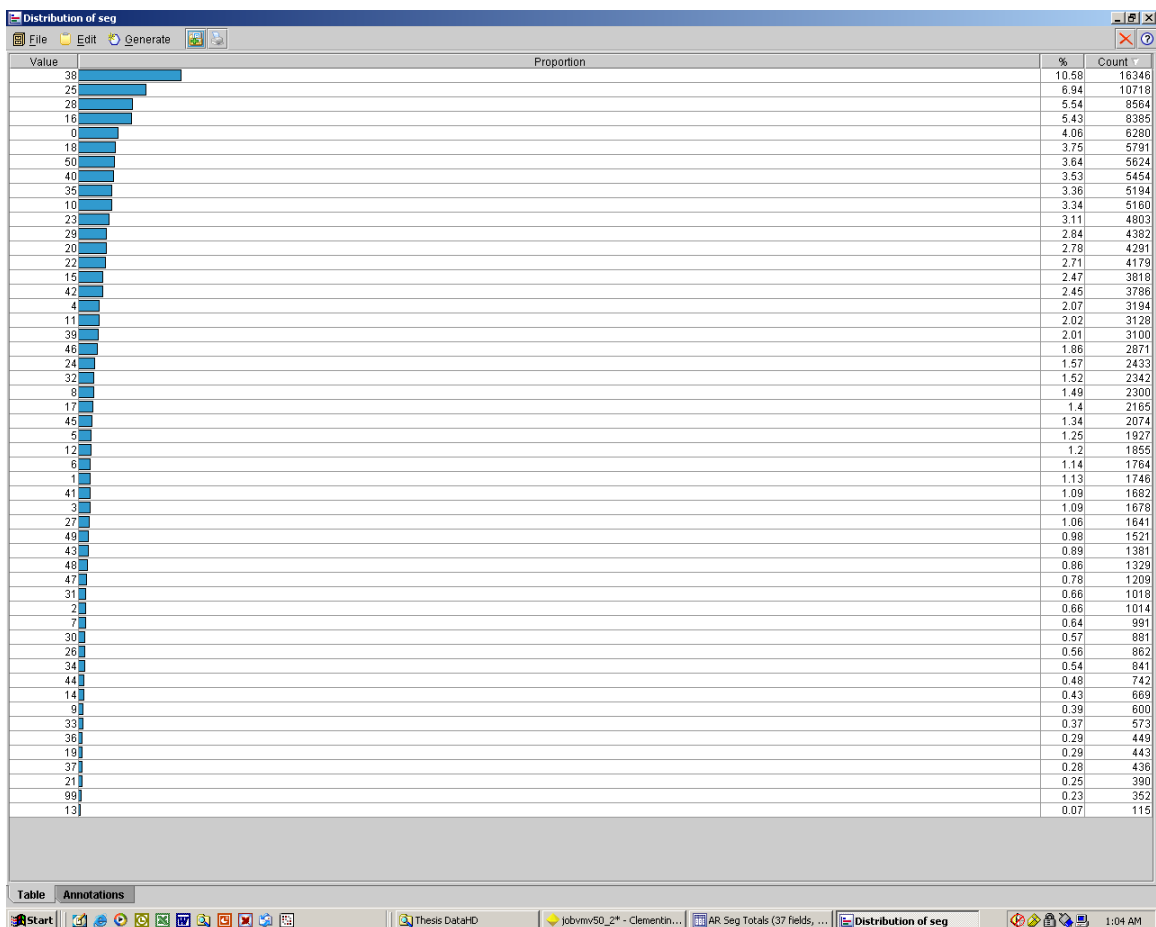 Distribution of seg
File Edit Generate
Value Proportion % Count
38 10.58 16346
25 6.94 10718
28 5.54 8564
16 5.43 8385
0 4.06 6280
18 3.75 5791
50 3.64 5624
40 3.53 5454
35 3.36 5194
10 3.34 5160
23 3.11 4803
29 2.84 4382
20 2.78 4291
22 2.71 4179
15 2.47 3818
42 2.45 3786
4 2.07 3194
11 2.02 3128
39 2.01 3100
46 1.86 2871
24 1.57 2433
32 1.52 2342
8 1.49 2300
17 1.4 2165
45 1.34 2074
5 1.25 1927
12 1.2 1855
6 1.14 1764
1 1.13 1746
41 1.09 1682
3 1.09 1678
27 1.06 1641
49 0.98 1521
43 0.89 1381
48 0.86 1329
47 0.78 1209
31 0.66 1018
2 0.66 1014
7 0.64 991
30 0.57 881
26 0.56 862
34 0.54 841
44 0.48 742
14 0.43 669
9 0.39 600
33 0.37 573
36 0.29 449
19 0.29 443
37 0.28 436
21 0.25 390
99 0.23 352
13 0.07 115
Table Annotations
Start Thesis DataHD jobvmv50_2* - Clementin... AR Seg Totals (37 fields, ... Distribution of seg 1:04 AM